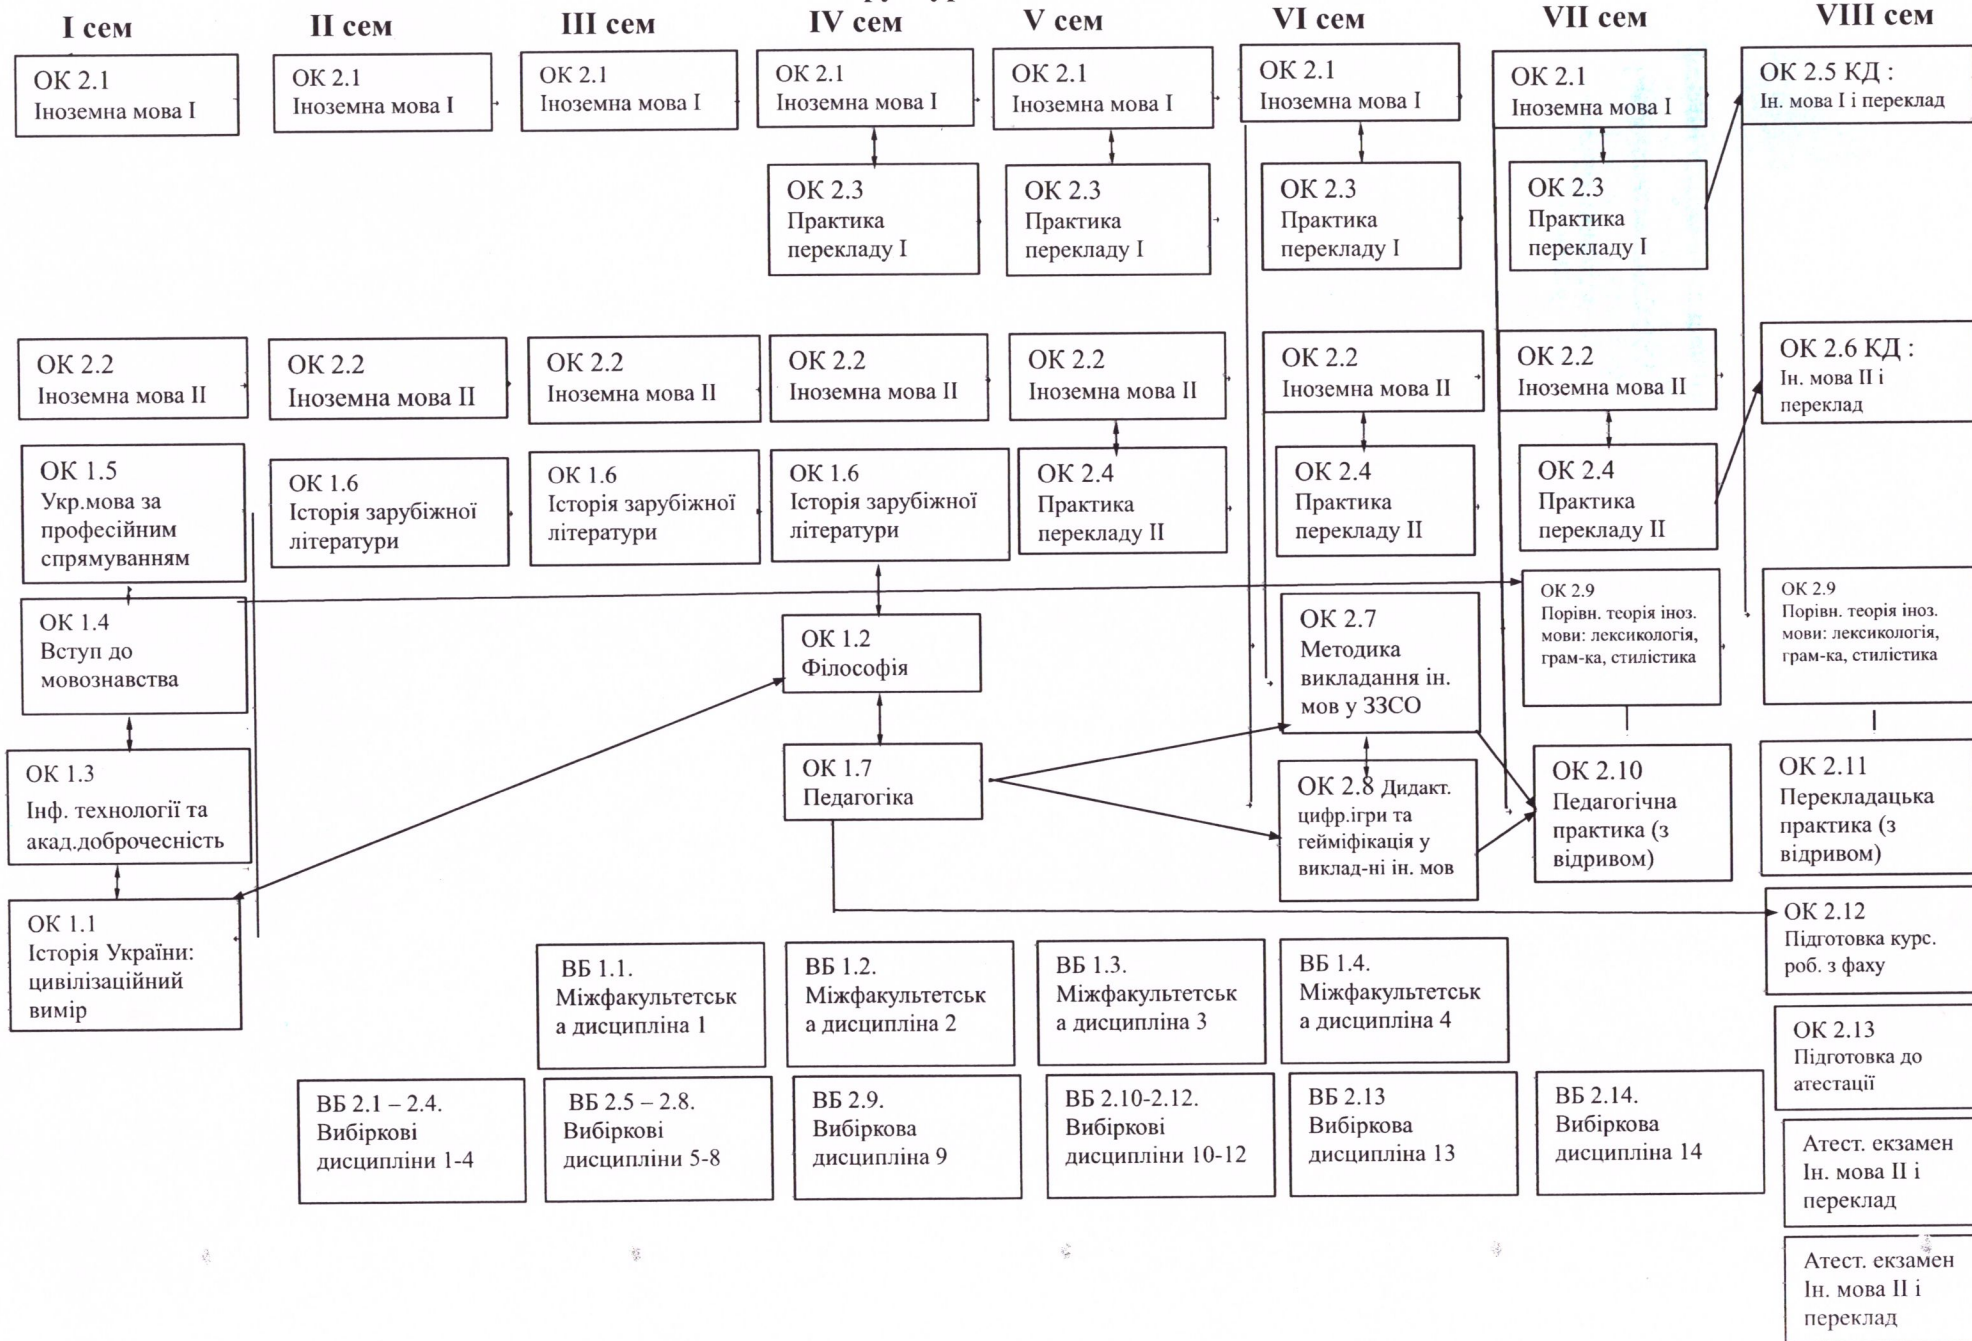 I сем
II сем
III сем
IV сем
V сем
VI сем
VII сем
VIII сем
ОК 2.1
Іноземна мова I
ОК 2.1
Іноземна мова I
ОК 2.1
Іноземна мова I
ОК 2.1
Іноземна мова I
ОК 2.1
Іноземна мова I
ОК 2.1
Іноземна мова I
ОК 2.1
Іноземна мова I
ОК 2.5 КД :
Ін. мова I і переклад
ОК 2.3
Практика
перекладу I
ОК 2.3
Практика
перекладу I
ОК 2.3
Практика
перекладу I
ОК 2.3
Практика
перекладу I
ОК 2.2
Іноземна мова II
ОК 2.2
Іноземна мова II
ОК 2.2
Іноземна мова II
ОК 2.2
Іноземна мова II
ОК 2.2
Іноземна мова II
ОК 2.2
Іноземна мова II
ОК 2.2
Іноземна мова II
ОК 2.6 КД :
Ін. мова II і
переклад
ОК 1.5
Укр.мова за
професійним
спрямуванням
ОК 1.6
Історія зарубіжної
літератури
ОК 1.6
Історія зарубіжної
літератури
ОК 1.6
Історія зарубіжної
літератури
ОК 2.4
Практика
перекладу II
ОК 2.4
Практика
перекладу II
ОК 2.4
Практика
перекладу II
ОК 1.4
Вступ до
мовознавства
ОК 1.2
Філософія
ОК 2.7
Методика
викладання ін.
мов у ЗЗСО
ОК 2.9
Порівн. теорія іноз.
мови: лексикологія,
грам-ка, стилістика
ОК 2.9
Порівн. теорія іноз.
мови: лексикологія,
грам-ка, стилістика
ОК 1.3
Інф. технології та
акад.доброчесність
ОК 1.7
Педагогіка
ОК 2.8 Дидакт.
цифр.ігри та
гейміфікація у
виклад-ні ін. мов
ОК 2.10
Педагогічна
практика (з
відривом)
ОК 2.11
Перекладацька
практика (з
відривом)
ОК 1.1
Історія України:
цивілізаційний
вимір
ОК 2.12
Підготовка курс.
роб. з фаху
ВБ 1.1.
Міжфакультетськ
а дисципліна 1
ВБ 1.2.
Міжфакультетськ
а дисципліна 2
ВБ 1.3.
Міжфакультетськ
а дисципліна 3
ВБ 1.4.
Міжфакультетськ
а дисципліна 4
ОК 2.13
Підготовка до
атестації
ВБ 2.1 – 2.4.
Вибіркові
дисципліни 1-4
ВБ 2.5 – 2.8.
Вибіркові
дисципліни 5-8
ВБ 2.9.
Вибіркова
дисципліна 9
ВБ 2.10-2.12.
Вибіркові
дисципліни 10-12
ВБ 2.13
Вибіркова
дисципліна 13
ВБ 2.14.
Вибіркова
дисципліна 14
Атест. екзамен
Ін. мова II і
переклад
Атест. екзамен
Ін. мова II і
переклад